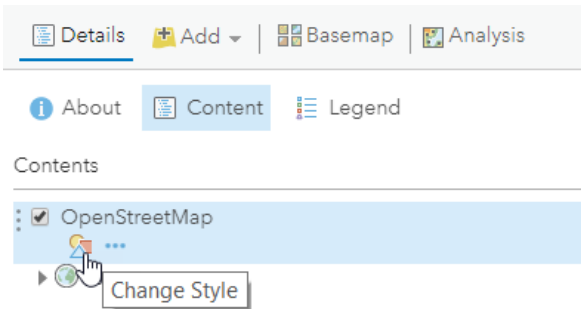 Details Add Basemap Analysis
About Content Legend
Contents
OpenStreetMap
Change Style